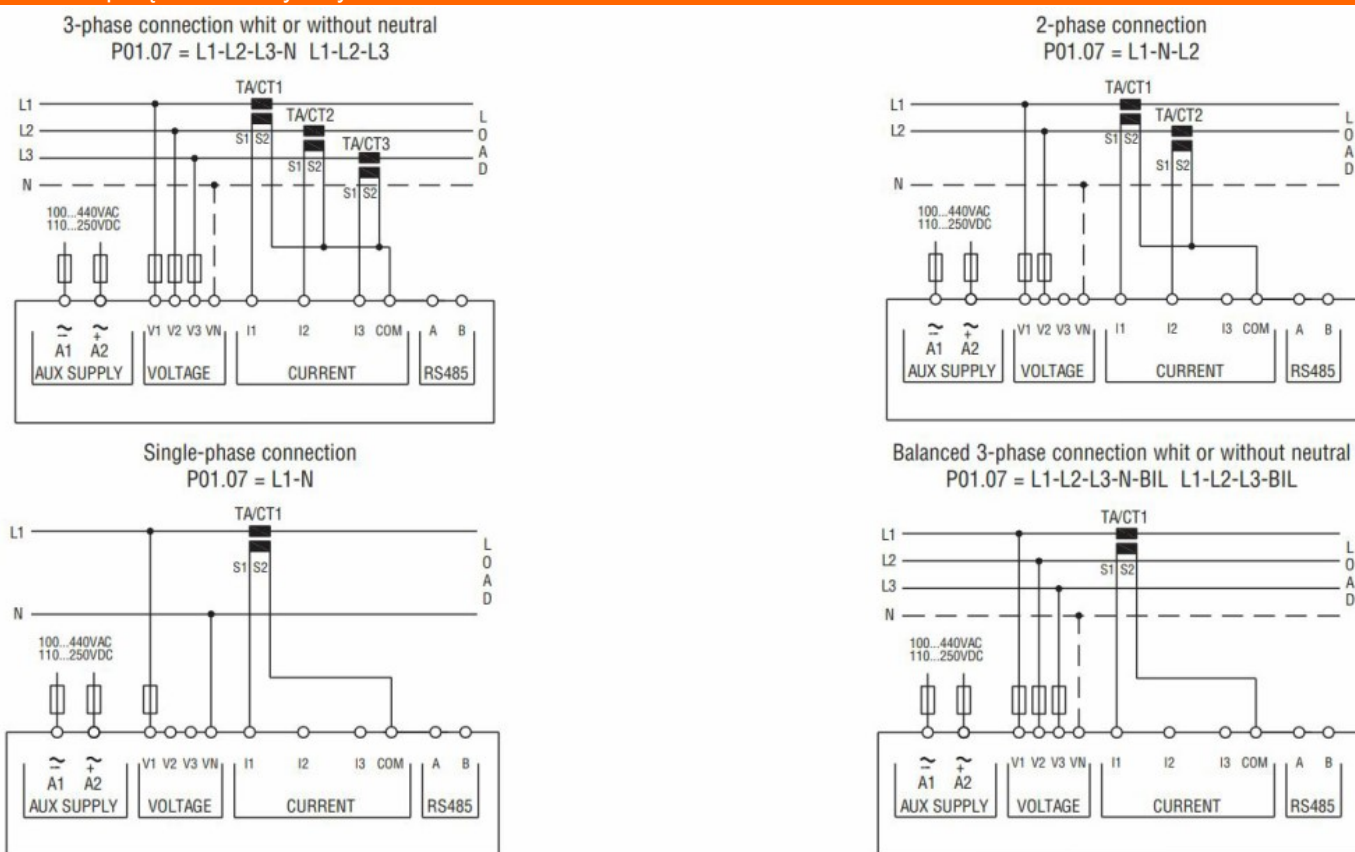 3-phase connection whit or without neutral
P01.07 = L1-L2-L3-N L1-L2-L3
TA/CT1
L1
TA/CT2
L2
S1 S2
TA/CT3
L3
S1 S2
N
S1 S2
L
O
A
D
100...440VAC
110...250VDC
V1 V2 V3 VN I1 I2 I3 COM A B
A1 A2
AUX SUPPLY VOLTAGE CURRENT RS485
2-phase connection
P01.07 = L1-N-L2
TA/CT1
L1
TA/CT2
L2
S1 S2
S1 S2
N
L
O
A
D
100...440VAC
110...250VDC
V1 V2 V3 VN I1 I2 I3 COM A B
A1 A2
AUX SUPPLY VOLTAGE CURRENT RS485
Single-phase connection
P01.07 = L1-N
TA/CT1
L1
S1 S2
N
L
O
A
D
100...440VAC
110...250VDC
V1 V2 V3 VN I1 I2 I3 COM A B
A1 A2
AUX SUPPLY VOLTAGE CURRENT RS485
Balanced 3-phase connection whit or without neutral
P01.07 = L1-L2-L3-N-BIL L1-L2-L3-BIL
TA/CT1
L1
L2
S1 S2
L3
N
L
O
A
D
100...440VAC
110...250VDC
V1 V2 V3 VN I1 I2 I3 COM A B
A1 A2
AUX SUPPLY VOLTAGE CURRENT RS485